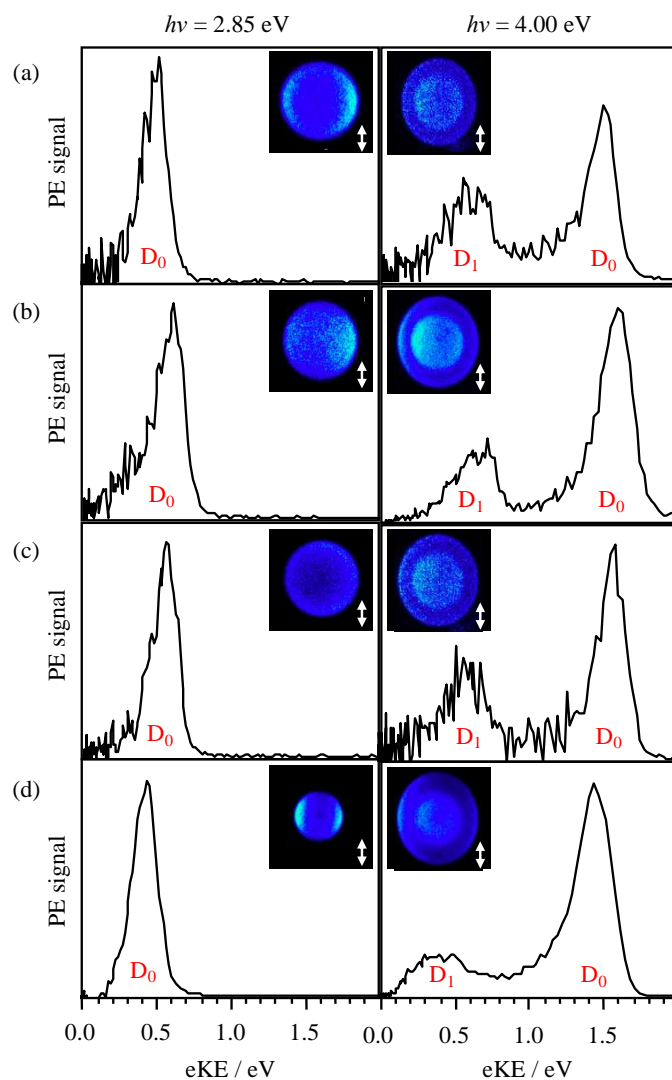 hν = 2.85 eV hν = 4.00 eV
(a)
PE signal
D₀ D₁ D₀
(b)
PE signal
D₀ D₁ D₀
(c)
PE signal
D₀ D₁ D₀
(d)
PE signal
D₀ D₁ D₀
0.0 0.5 1.0 1.5 0.0 0.5 1.0 1.5
eKE / eV eKE / eV